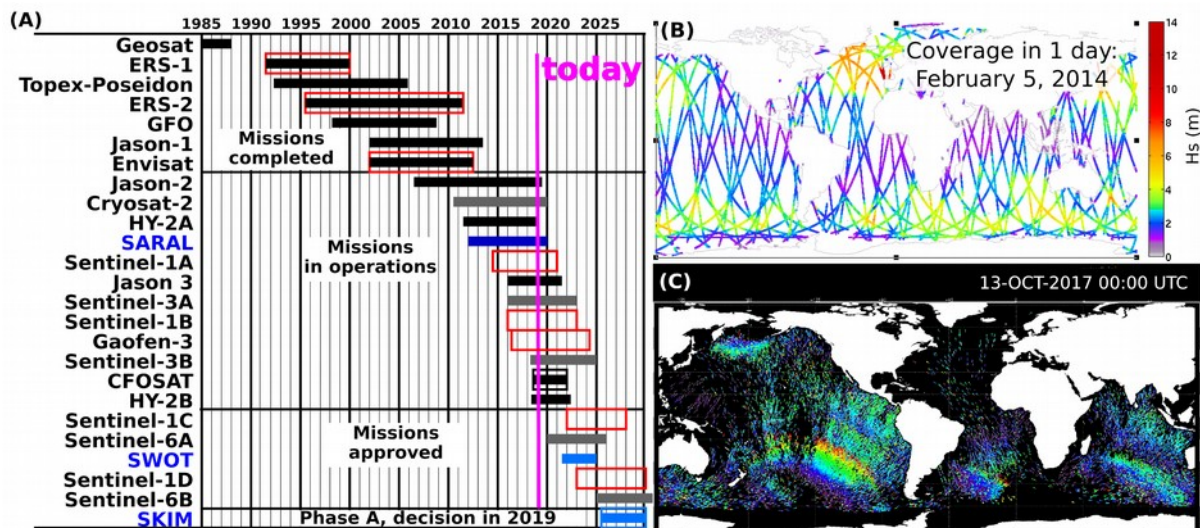 (A)
1985 1990 1995 2000 2005 2010 2015 2020 2025
Geosat
ERS-1
Topex-Poseidon
ERS-2
GFO
Jason-1
Envisat
Jason-2
Cryosat-2
HY-2A
SARAL
Sentinel-1A
Jason 3
Sentinel-3A
Sentinel-1B
Gaofen-3
Sentinel-3B
CFOSAT
HY-2B
Sentinel-1C
Sentinel-6A
SWOT
Sentinel-1D
Sentinel-6B
SKIM
today
Missions
completed
Missions
in operations
Missions
approved
Phase A, decision in 2019
(B)
Coverage in 1 day:
February 5, 2014
14
12
10
8
6
4
2
0
Hs (m)
(C)
13-OCT-2017 00:00 UTC